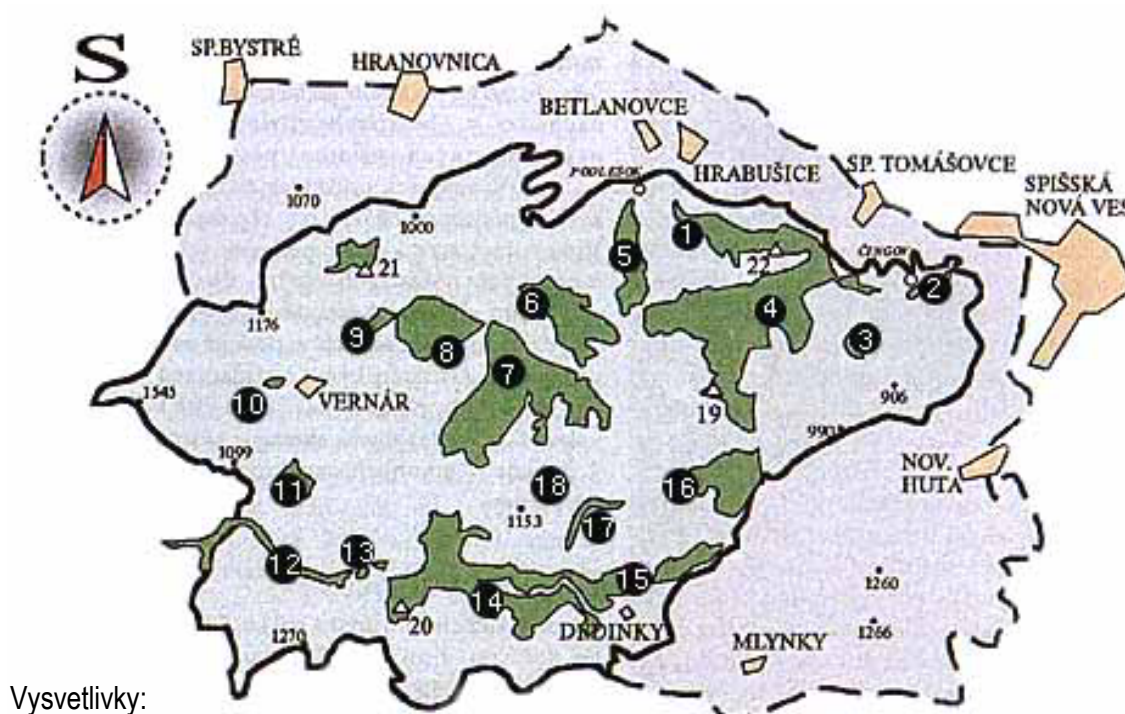 S
SP.BYSTRÉ
HRANOVNICA
BETLANOVCE
PODLESOK
HRABUŠICE
SP. TOMÁŠOVCE
SPIŠSKÁ
NOVÁ VES
ČINGOV
1070
1000
1
5
22
2
21
6
4
1176
9
3
8
7
1545
10
VERNÁR
19
906
990
1099
NOV.
HUTA
11
18
16
1153
17
12
13
15
1260
14
20
DEDINKY
1266
1270
MLYNKY
Vysvetlivky: